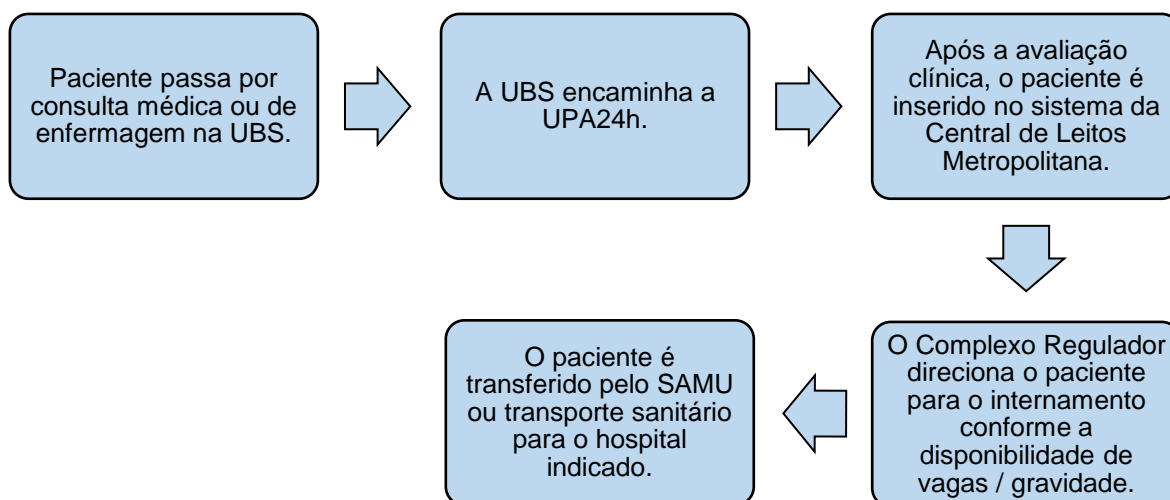 Paciente passa por
consulta médica ou de
enfermagem na UBS.
A UBS encaminha a
UPA24h.
Após a avaliação
clínica, o paciente é
inserido no sistema da
Central de Leitos
Metropolitana.
O Complexo Regulador
direciona o paciente
para o internamento
conforme a
disponibilidade de
vagas / gravidade.
O paciente é
transferido pelo SAMU
ou transporte sanitário
para o hospital
indicado.